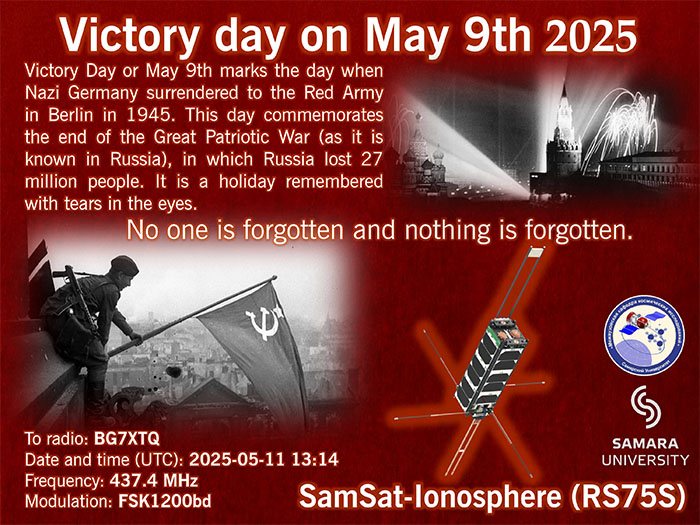 Victory day on May 9th 2025
Victory Day or May 9th marks the day when
Nazi Germany surrendered to the Red Army
in Berlin in 1945. This day commemorates
the end of the Great Patriotic War (as it is
known in Russia), in which Russia lost 27
million people. It is a holiday remembered
with tears in the eyes.
No one is forgotten and nothing is forgotten.
To radio: BG7XTQ
Date and time (UTC): 2025-05-11 13:14
Frequency: 437.4 MHz
Modulation: FSK1200bd
SAMARA
UNIVERSITY
SamSat-Ionosphere (RS75S)